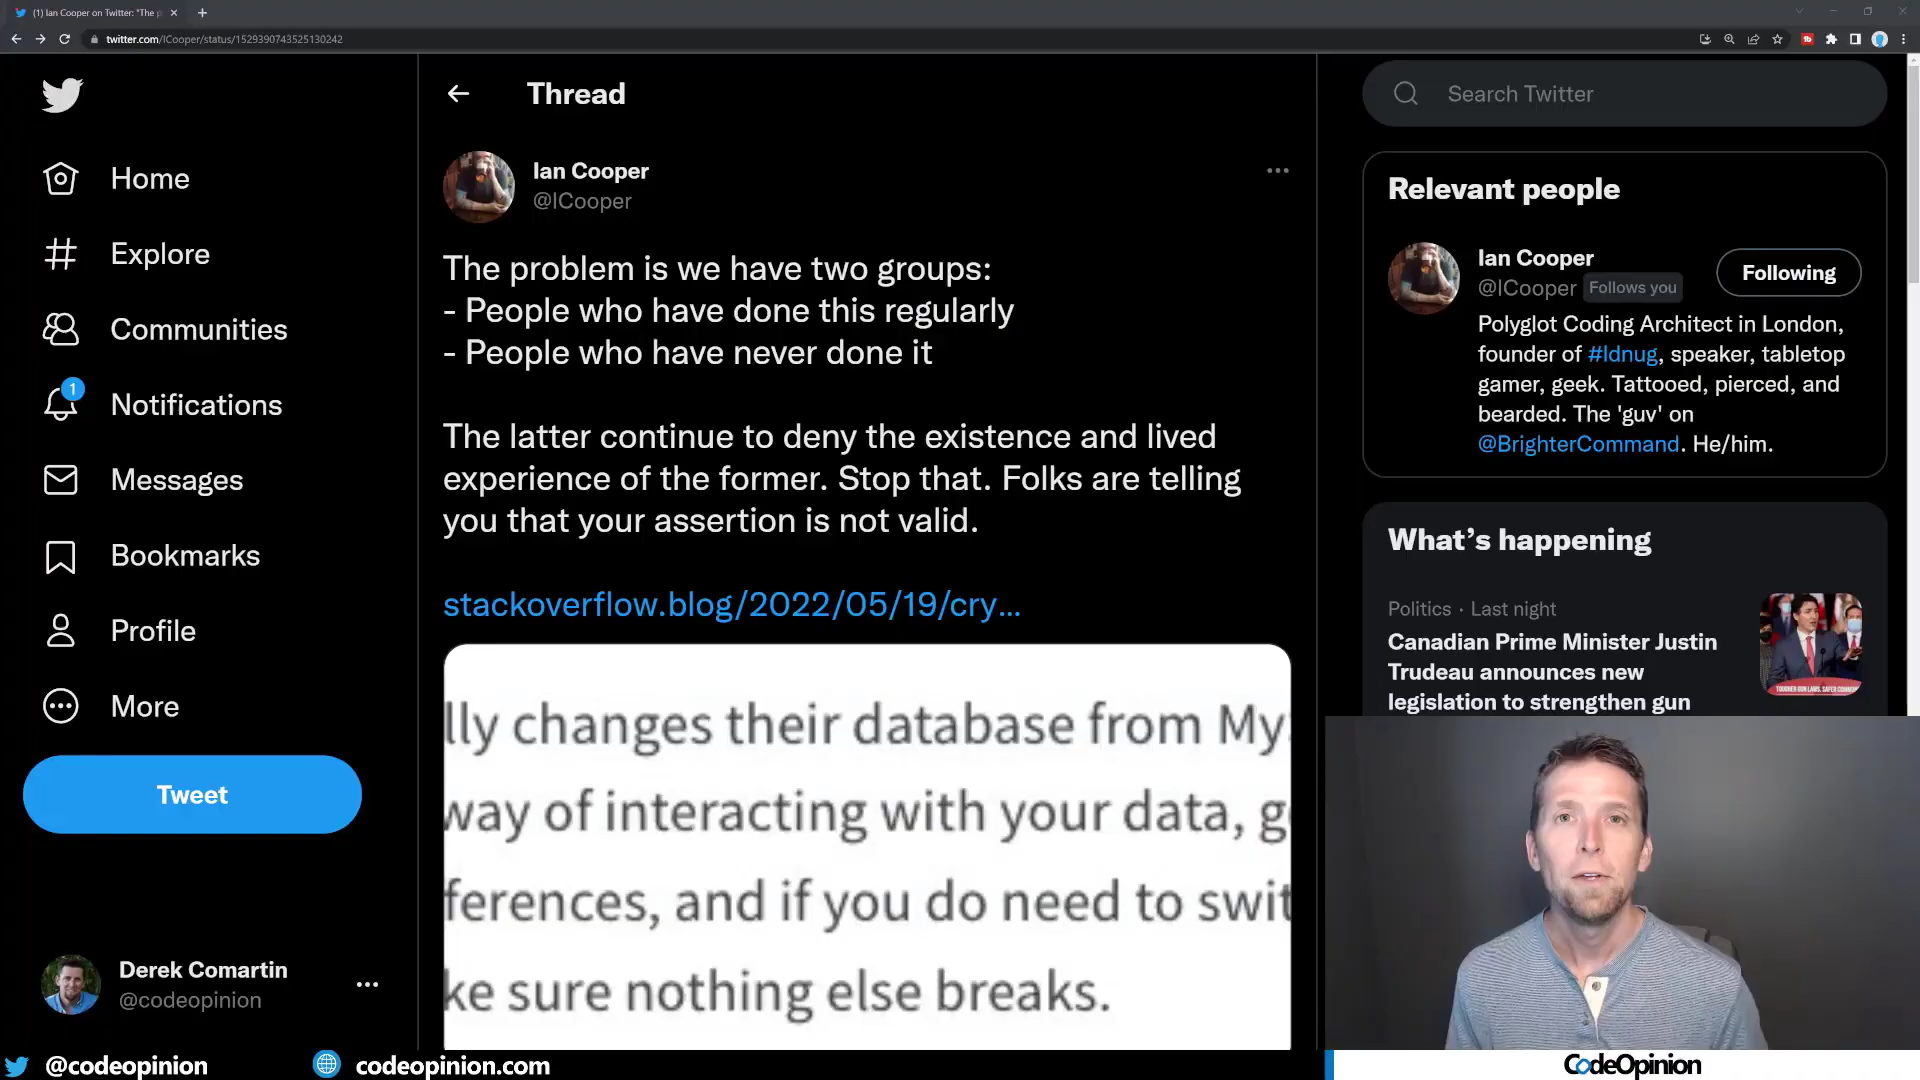 (1) Ian Cooper on Twitter: "The p
twitter.com/ICooper/status/1529390743525130242
Home
Explore
Communities
1
Notifications
Messages
Bookmarks
Profile
More
Tweet
Derek Comartin
@codeopinion
Thread
Ian Cooper
@ICooper
The problem is we have two groups:
- People who have done this regularly
- People who have never done it
The latter continue to deny the existence and lived
experience of the former. Stop that. Folks are telling
you that your assertion is not valid.
stackoverflow.blog/2022/05/19/cry...
lly changes their database from My
way of interacting with your data, g
ferences, and if you do need to swit
ke sure nothing else breaks.
Search Twitter
Relevant people
Ian Cooper
@ICooper Follows you
Following
Polyglot Coding Architect in London,
founder of #ldnug, speaker, tabletop
gamer, geek. Tattooed, pierced, and
bearded. The 'guv' on
@BrighterCommand. He/him.
What's happening
Politics · Last night
Canadian Prime Minister Justin
Trudeau announces new
legislation to strengthen gun
@codeopinion
codeopinion.com
CodeOpinion